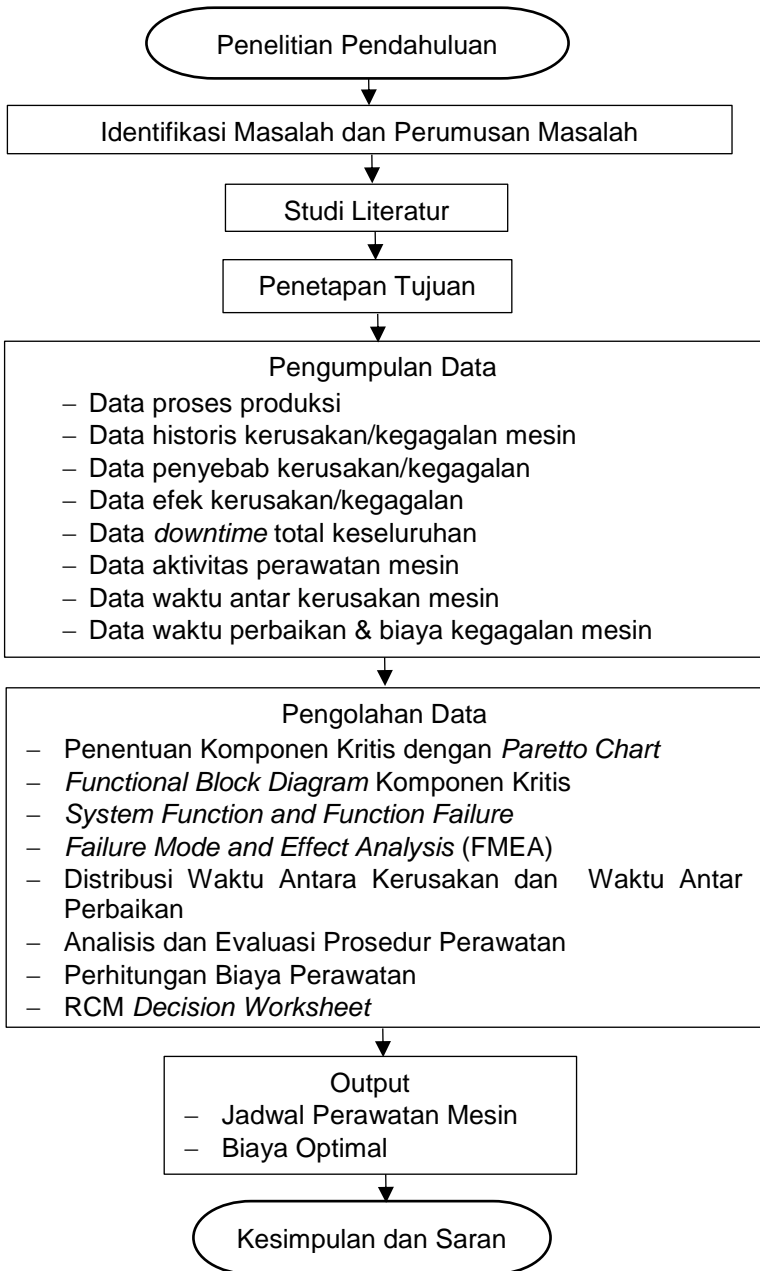 Penelitian Pendahuluan
Identifikasi Masalah dan Perumusan Masalah
Studi Literatur
Penetapan Tujuan
Pengumpulan Data
– Data proses produksi
– Data historis kerusakan/kegagalan mesin
– Data penyebab kerusakan/kegagalan
– Data efek kerusakan/kegagalan
– Data downtime total keseluruhan
– Data aktivitas perawatan mesin
– Data waktu antar kerusakan mesin
– Data waktu perbaikan & biaya kegagalan mesin
Pengolahan Data
– Penentuan Komponen Kritis dengan Paretto Chart
– Functional Block Diagram Komponen Kritis
– System Function and Function Failure
– Failure Mode and Effect Analysis (FMEA)
– Distribusi Waktu Antara Kerusakan dan Waktu Antar
Perbaikan
– Analisis dan Evaluasi Prosedur Perawatan
– Perhitungan Biaya Perawatan
– RCM Decision Worksheet
Output
– Jadwal Perawatan Mesin
– Biaya Optimal
Kesimpulan dan Saran